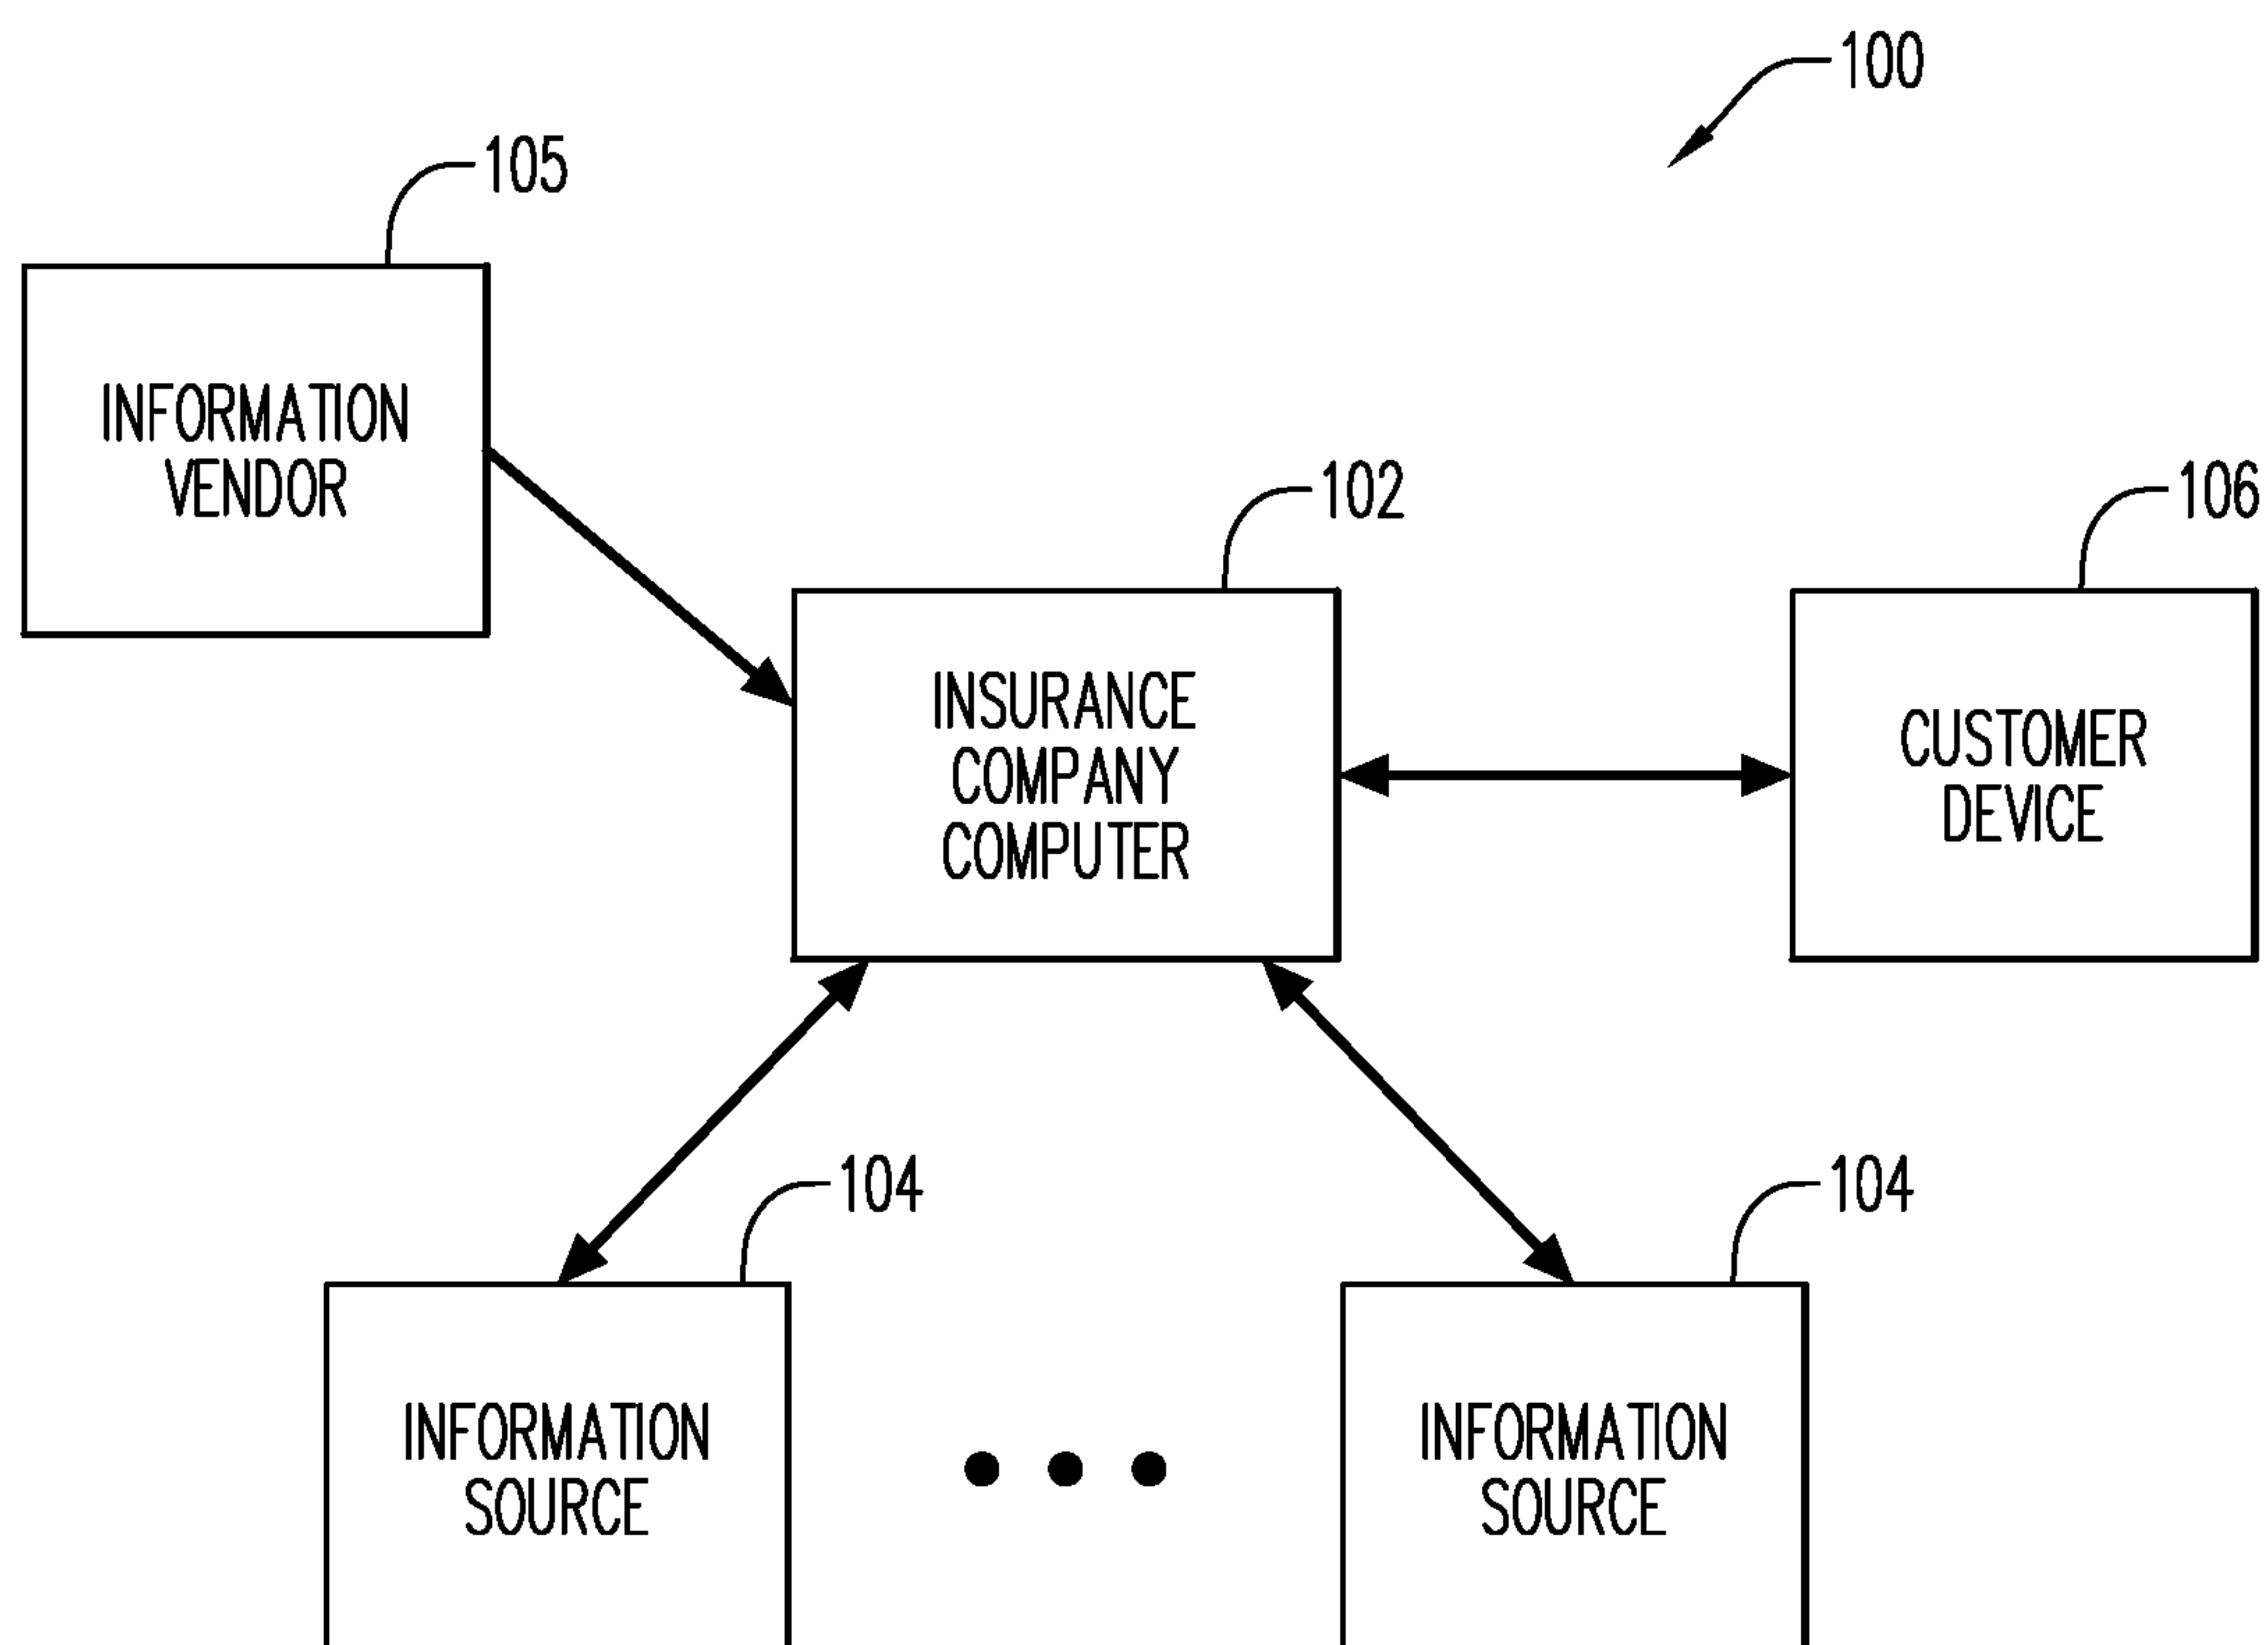 100
105
INFORMATION
VENDOR
102
106
INSURANCE
COMPANY
COMPUTER
CUSTOMER
DEVICE
104
104
INFORMATION
SOURCE
INFORMATION
SOURCE